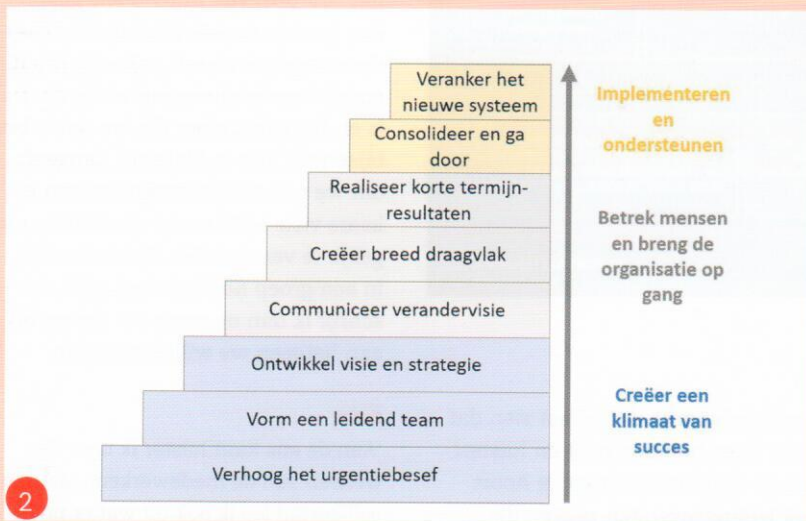 Veranker het
nieuwe systeem
Consolideer en ga
door
Realiseer korte termijn-
resultaten
Creëer breed draagvlak
Communiceer verandervisie
Ontwikkel visie en strategie
Vorm een leidend team
Verhoog het urgentiebesef
Implementeren
en
ondersteunen
Betrek mensen
en breng de
organisatie op
gang
Creëer een
klimaat van
succes
2